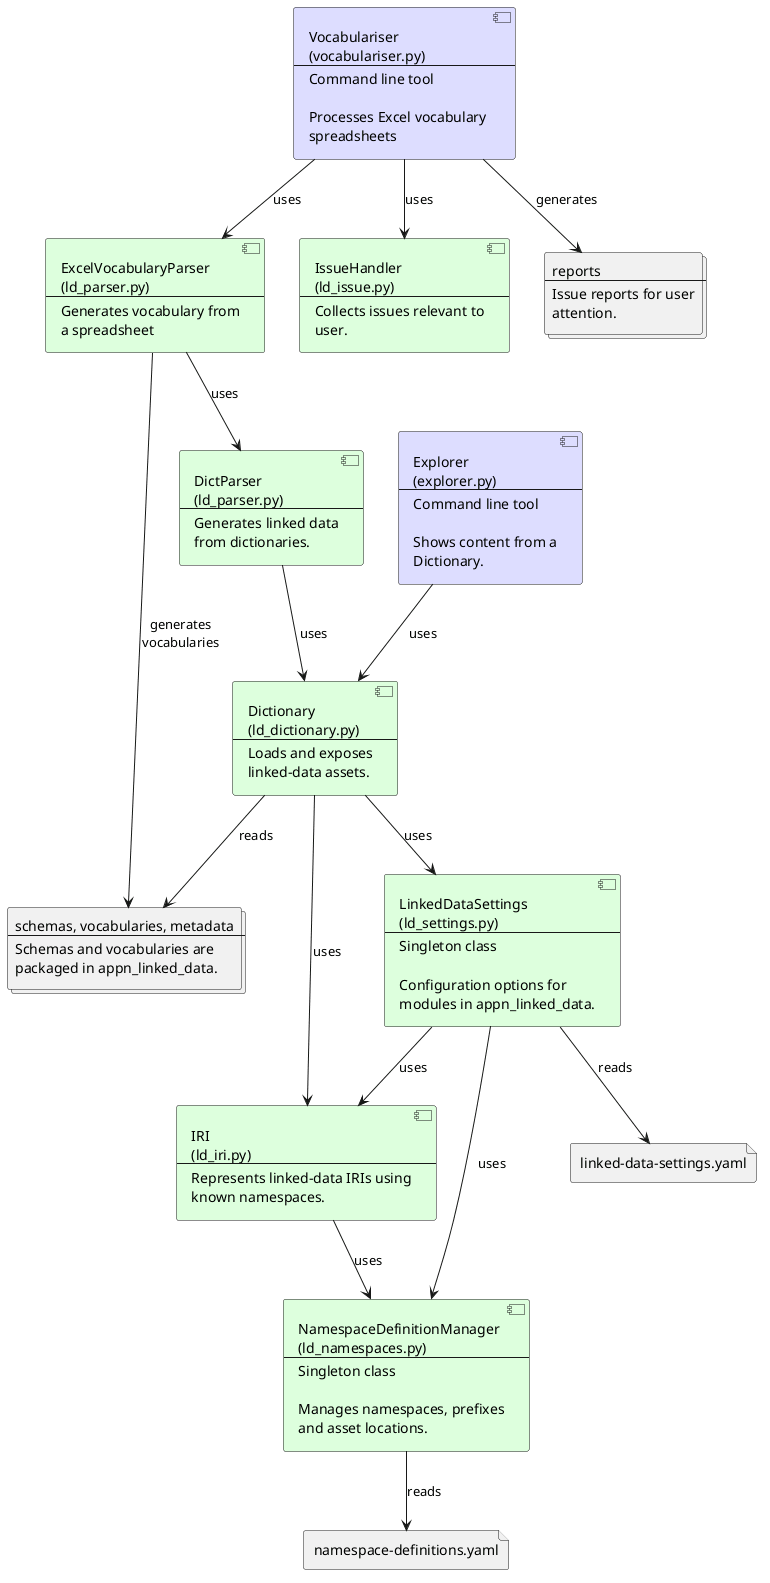 Vocabulariser
(vocabulariser.py)
Command line tool
Processes Excel vocabulary
spreadsheets
uses
uses
generates
ExcelVocabularyParser
(ld_parser.py)
Generates vocabulary from
a spreadsheet
IssueHandler
(ld_issue.py)
Collects issues relevant to
user.
reports
Issue reports for user
attention.
uses
DictParser
(ld_parser.py)
Generates linked data
from dictionaries.
Explorer
(explorer.py)
Command line tool
Shows content from a
Dictionary.
generates
vocabularies
uses
uses
Dictionary
(ld_dictionary.py)
Loads and exposes
linked-data assets.
reads
uses
uses
schemas, vocabularies, metadata
Schemas and vocabularies are
packaged in appn_linked_data.
LinkedDataSettings
(ld_settings.py)
Singleton class
Configuration options for
modules in appn_linked_data.
uses
reads
uses
IRI
(ld_iri.py)
Represents linked-data IRIs using
known namespaces.
linked-data-settings.yaml
uses
NamespaceDefinitionManager
(ld_namespaces.py)
Singleton class
Manages namespaces, prefixes
and asset locations.
reads
namespace-definitions.yaml